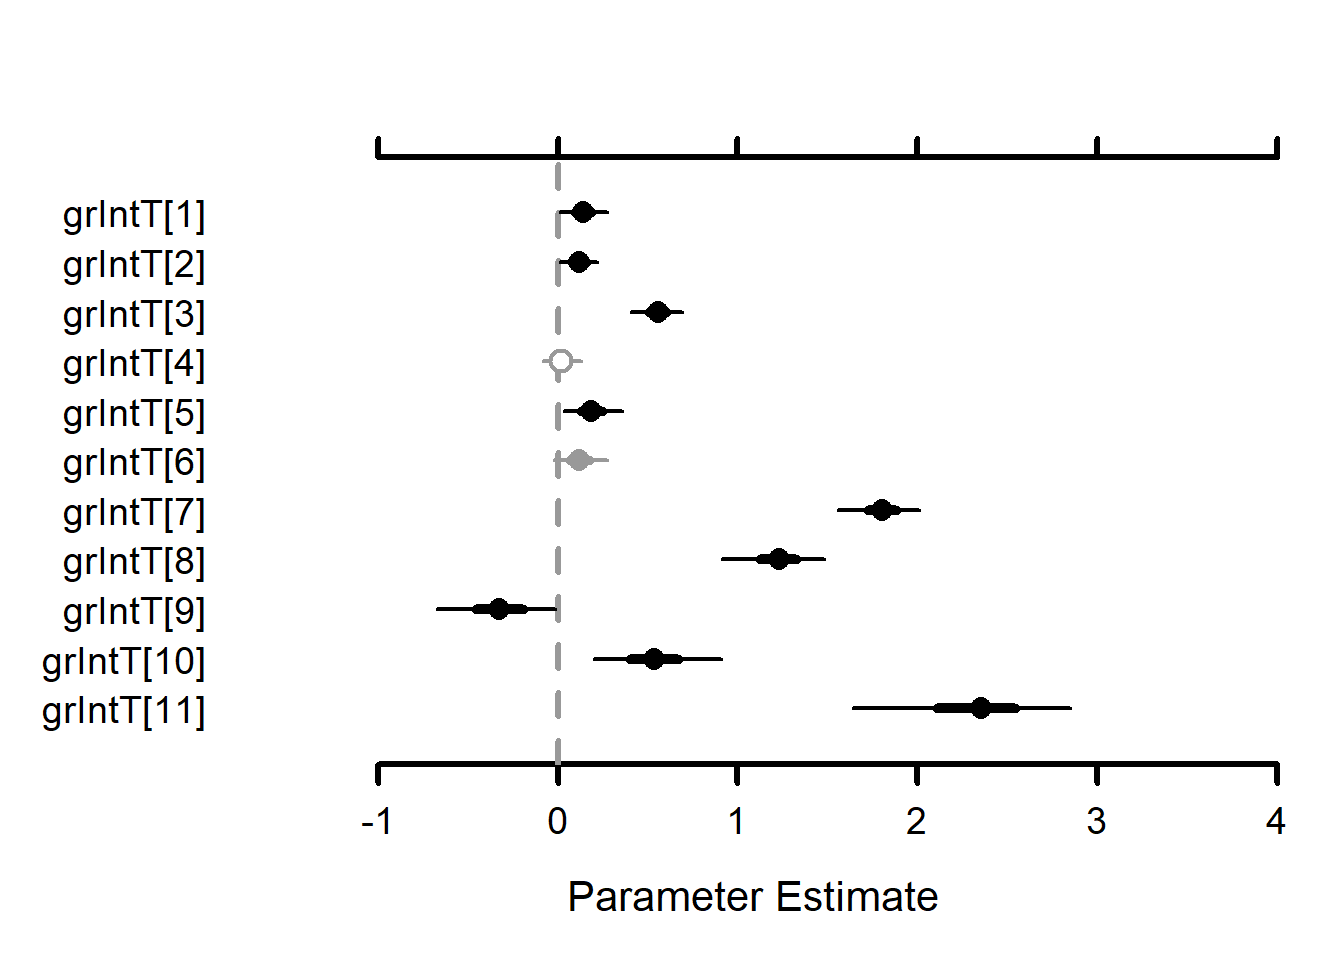 grIntT[1]
grIntT[2]
grIntT[3]
grIntT[4]
grIntT[5]
grIntT[6]
grIntT[7]
grIntT[8]
grIntT[9]
grIntT[10]
grIntT[11]
-1 0 1 2 3 4
Parameter Estimate